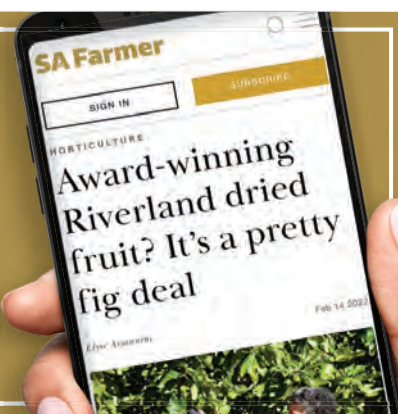 SA Farmer
SIGN IN
SUBSCRIBE
HORTICULTURE
Award-winning
Riverland dried
fruit? It's a pretty
fig deal
Feb 14 2022